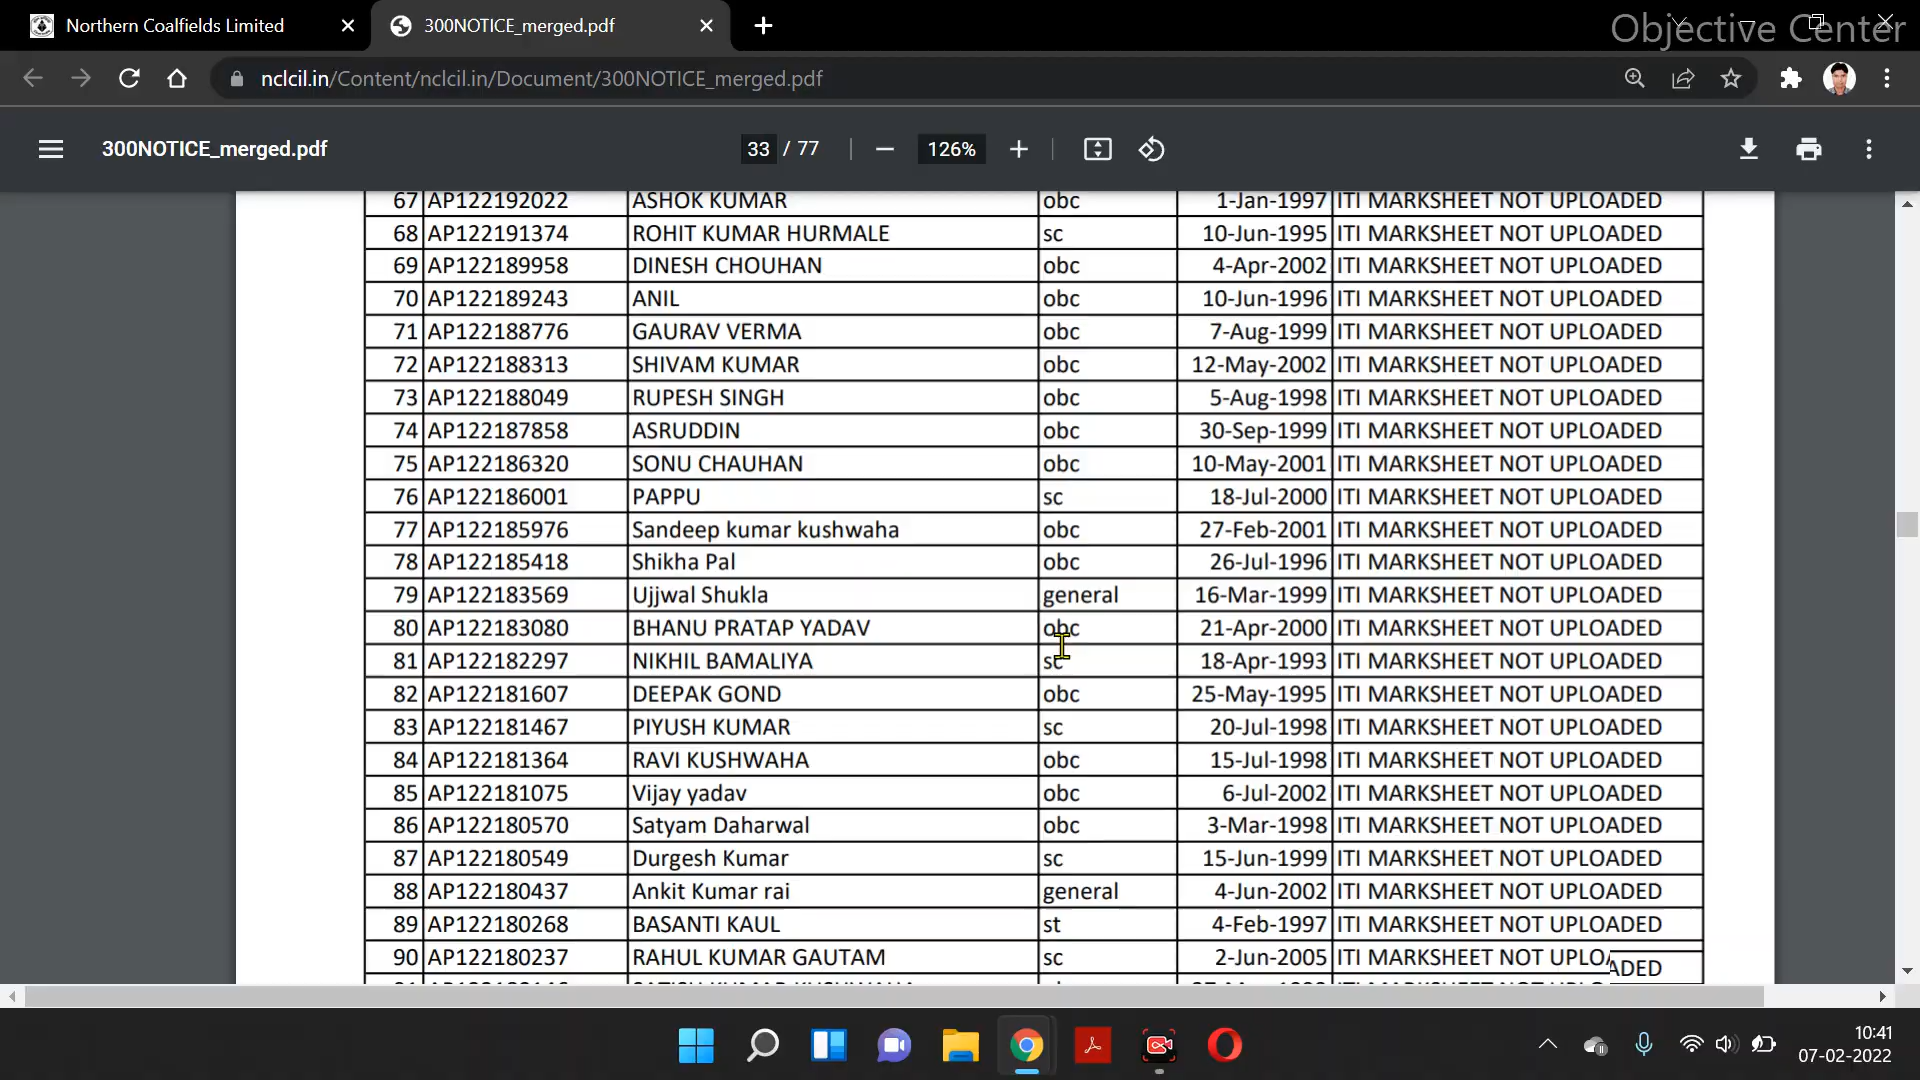 Northern Coalfields Limited
300NOTICE_merged.pdf
Objective Center
nclcil.in/Content/nclcil.in/Document/300NOTICE_merged.pdf
300NOTICE_merged.pdf
33 / 77
126%
67 AP122192022 ASHOK KUMAR obc 1-Jan-1997 ITI MARKSHEET NOT UPLOADED
68 AP122191374 ROHIT KUMAR HURMALE sc 10-Jun-1995 ITI MARKSHEET NOT UPLOADED
69 AP122189958 DINESH CHOUHAN obc 4-Apr-2002 ITI MARKSHEET NOT UPLOADED
70 AP122189243 ANIL obc 10-Jun-1996 ITI MARKSHEET NOT UPLOADED
71 AP122188776 GAURAV VERMA obc 7-Aug-1999 ITI MARKSHEET NOT UPLOADED
72 AP122188313 SHIVAM KUMAR obc 12-May-2002 ITI MARKSHEET NOT UPLOADED
73 AP122188049 RUPESH SINGH obc 5-Aug-1998 ITI MARKSHEET NOT UPLOADED
74 AP122187858 ASRUDDIN obc 30-Sep-1999 ITI MARKSHEET NOT UPLOADED
75 AP122186320 SONU CHAUHAN obc 10-May-2001 ITI MARKSHEET NOT UPLOADED
76 AP122186001 PAPPU sc 18-Jul-2000 ITI MARKSHEET NOT UPLOADED
77 AP122185976 Sandeep kumar kushwaha obc 27-Feb-2001 ITI MARKSHEET NOT UPLOADED
78 AP122185418 Shikha Pal obc 26-Jul-1996 ITI MARKSHEET NOT UPLOADED
79 AP122183569 Ujjwal Shukla general 16-Mar-1999 ITI MARKSHEET NOT UPLOADED
80 AP122183080 BHANU PRATAP YADAV obc 21-Apr-2000 ITI MARKSHEET NOT UPLOADED
81 AP122182297 NIKHIL BAMALIYA sc 18-Apr-1993 ITI MARKSHEET NOT UPLOADED
82 AP122181607 DEEPAK GOND obc 25-May-1995 ITI MARKSHEET NOT UPLOADED
83 AP122181467 PIYUSH KUMAR sc 20-Jul-1998 ITI MARKSHEET NOT UPLOADED
84 AP122181364 RAVI KUSHWAHA obc 15-Jul-1998 ITI MARKSHEET NOT UPLOADED
85 AP122181075 Vijay yadav obc 6-Jul-2002 ITI MARKSHEET NOT UPLOADED
86 AP122180570 Satyam Daharwal obc 3-Mar-1998 ITI MARKSHEET NOT UPLOADED
87 AP122180549 Durgesh Kumar sc 15-Jun-1999 ITI MARKSHEET NOT UPLOADED
88 AP122180437 Ankit Kumar rai general 4-Jun-2002 ITI MARKSHEET NOT UPLOADED
89 AP122180268 BASANTI KAUL st 4-Feb-1997 ITI MARKSHEET NOT UPLOADED
90 AP122180237 RAHUL KUMAR GAUTAM sc 2-Jun-2005 ITI MARKSHEET NOT UPLOADED
10:41
07-02-2022